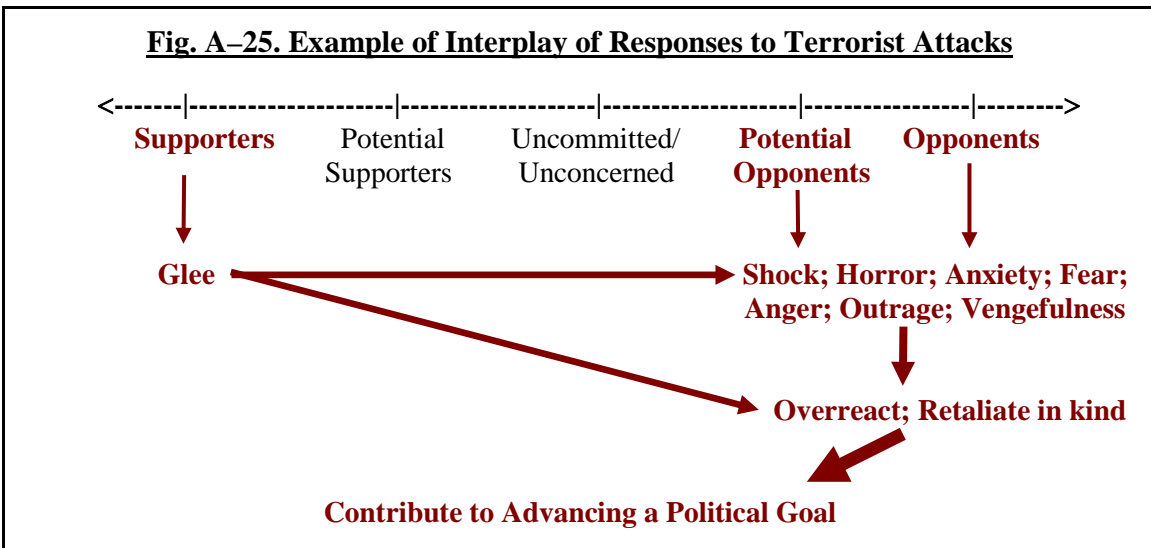 Fig. A–25. Example of Interplay of Responses to Terrorist Attacks
<-------|---------------------|--------------------|--------------------|-----------------|--------->
Supporters Potential Uncommitted/ Potential Opponents
Supporters Unconcerned Opponents
Glee Shock; Horror; Anxiety; Fear;
Anger; Outrage; Vengefulness
Overreact; Retaliate in kind
Contribute to Advancing a Political Goal